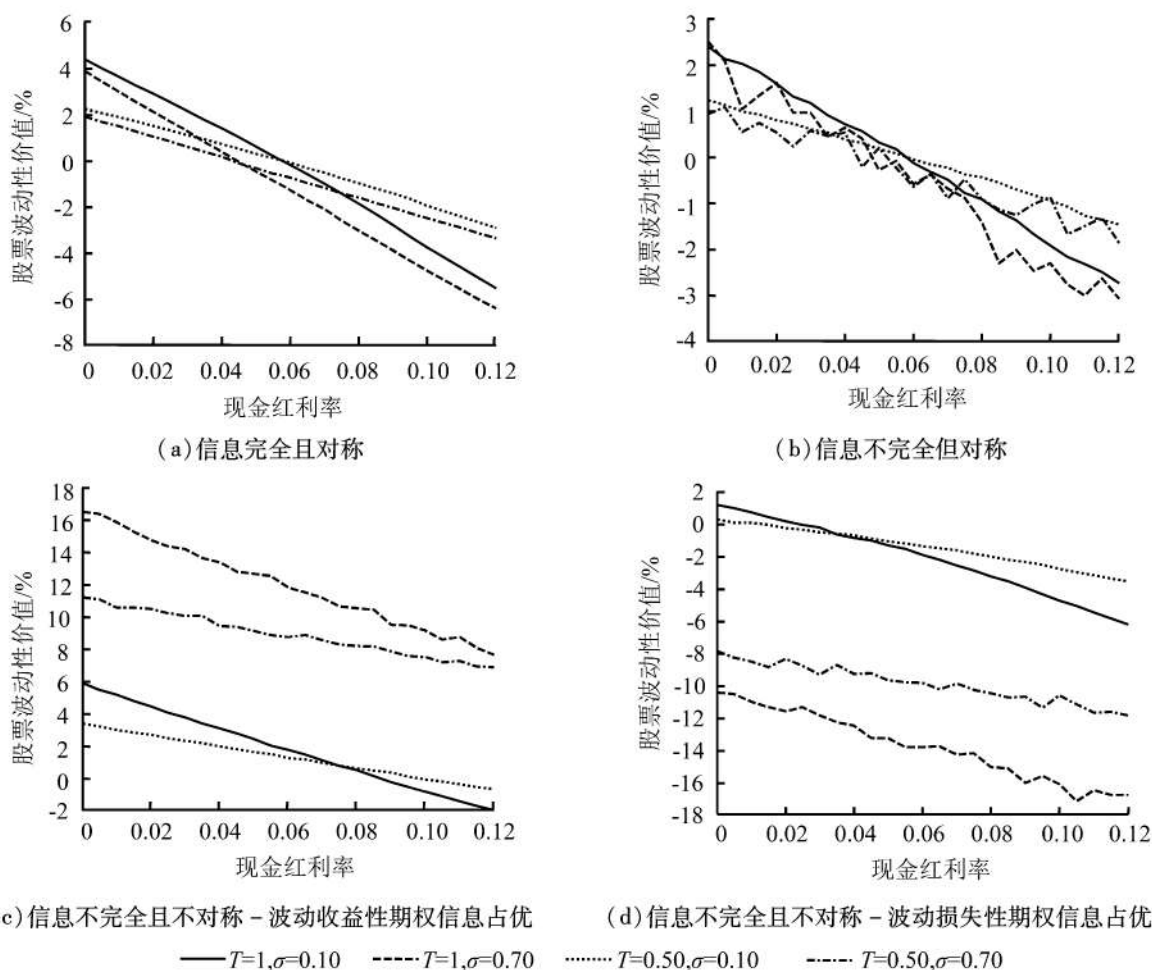 6
4
2
0
-2
-4
-6
-8
股票波动性价值/%
0 0.02 0.04 0.06 0.08 0.10 0.12
现金红利率
(a)信息完全且对称
3
2
1
0
-1
-2
-3
-4
股票波动性价值/%
0 0.02 0.04 0.06 0.08 0.10 0.12
现金红利率
(b)信息不完全但对称
18
16
14
12
10
8
6
4
2
0
-2
股票波动性价值/%
0 0.02 0.04 0.06 0.08 0.10 0.12
现金红利率
c)信息不完全且不对称－波动收益性期权信息占优
2
0
-2
-4
-6
-8
-10
-12
-14
-16
-18
股票波动性价值/%
0 0.02 0.04 0.06 0.08 0.10 0.12
现金红利率
(d)信息不完全且不对称－波动损失性期权信息占优
T=1,σ=0.10 T=1,σ=0.70 T=0.50,σ=0.10 T=0.50,σ=0.70